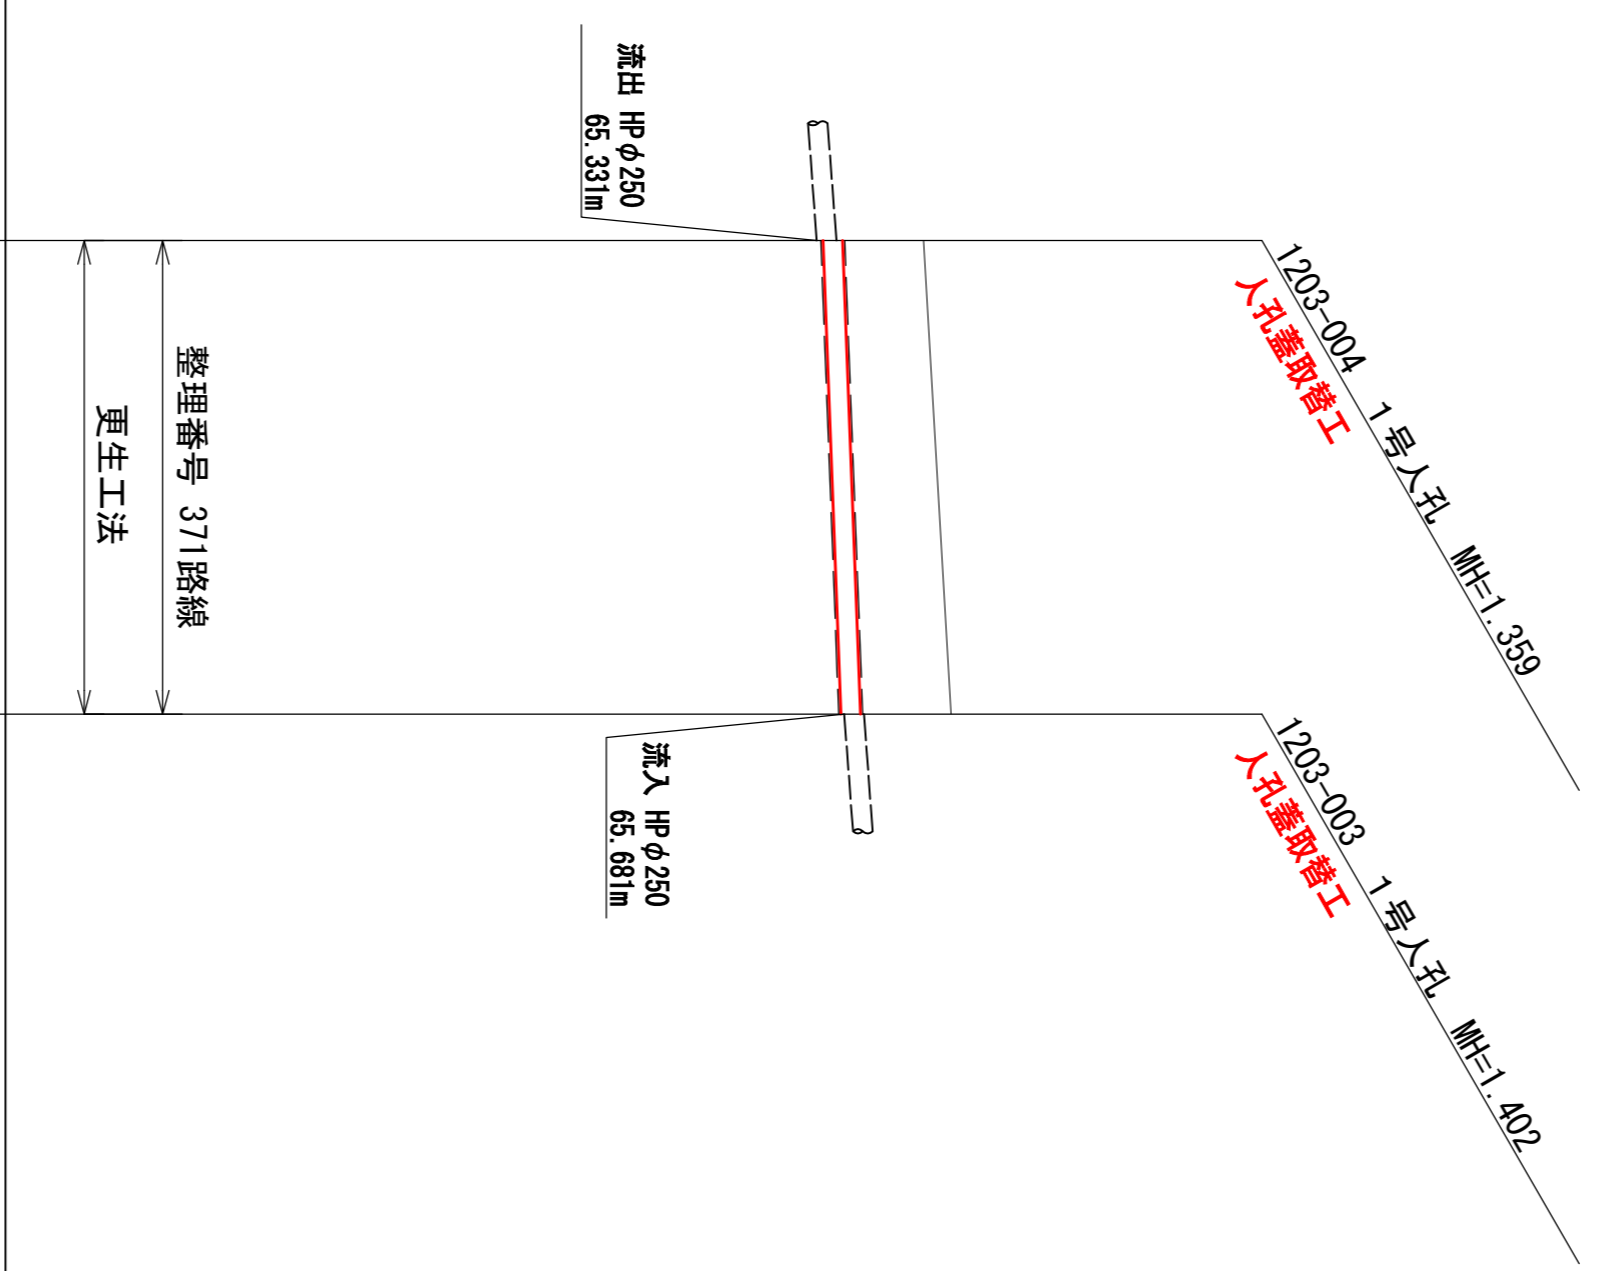 1203-004 1号人孔 MH=1.359
人孔蓋取替工
1203-003 1号人孔 MH=1.402
人孔蓋取替工
流出 HPφ250
65.331m
流入 HPφ250
65.681m
整理番号 371路線
更生工法